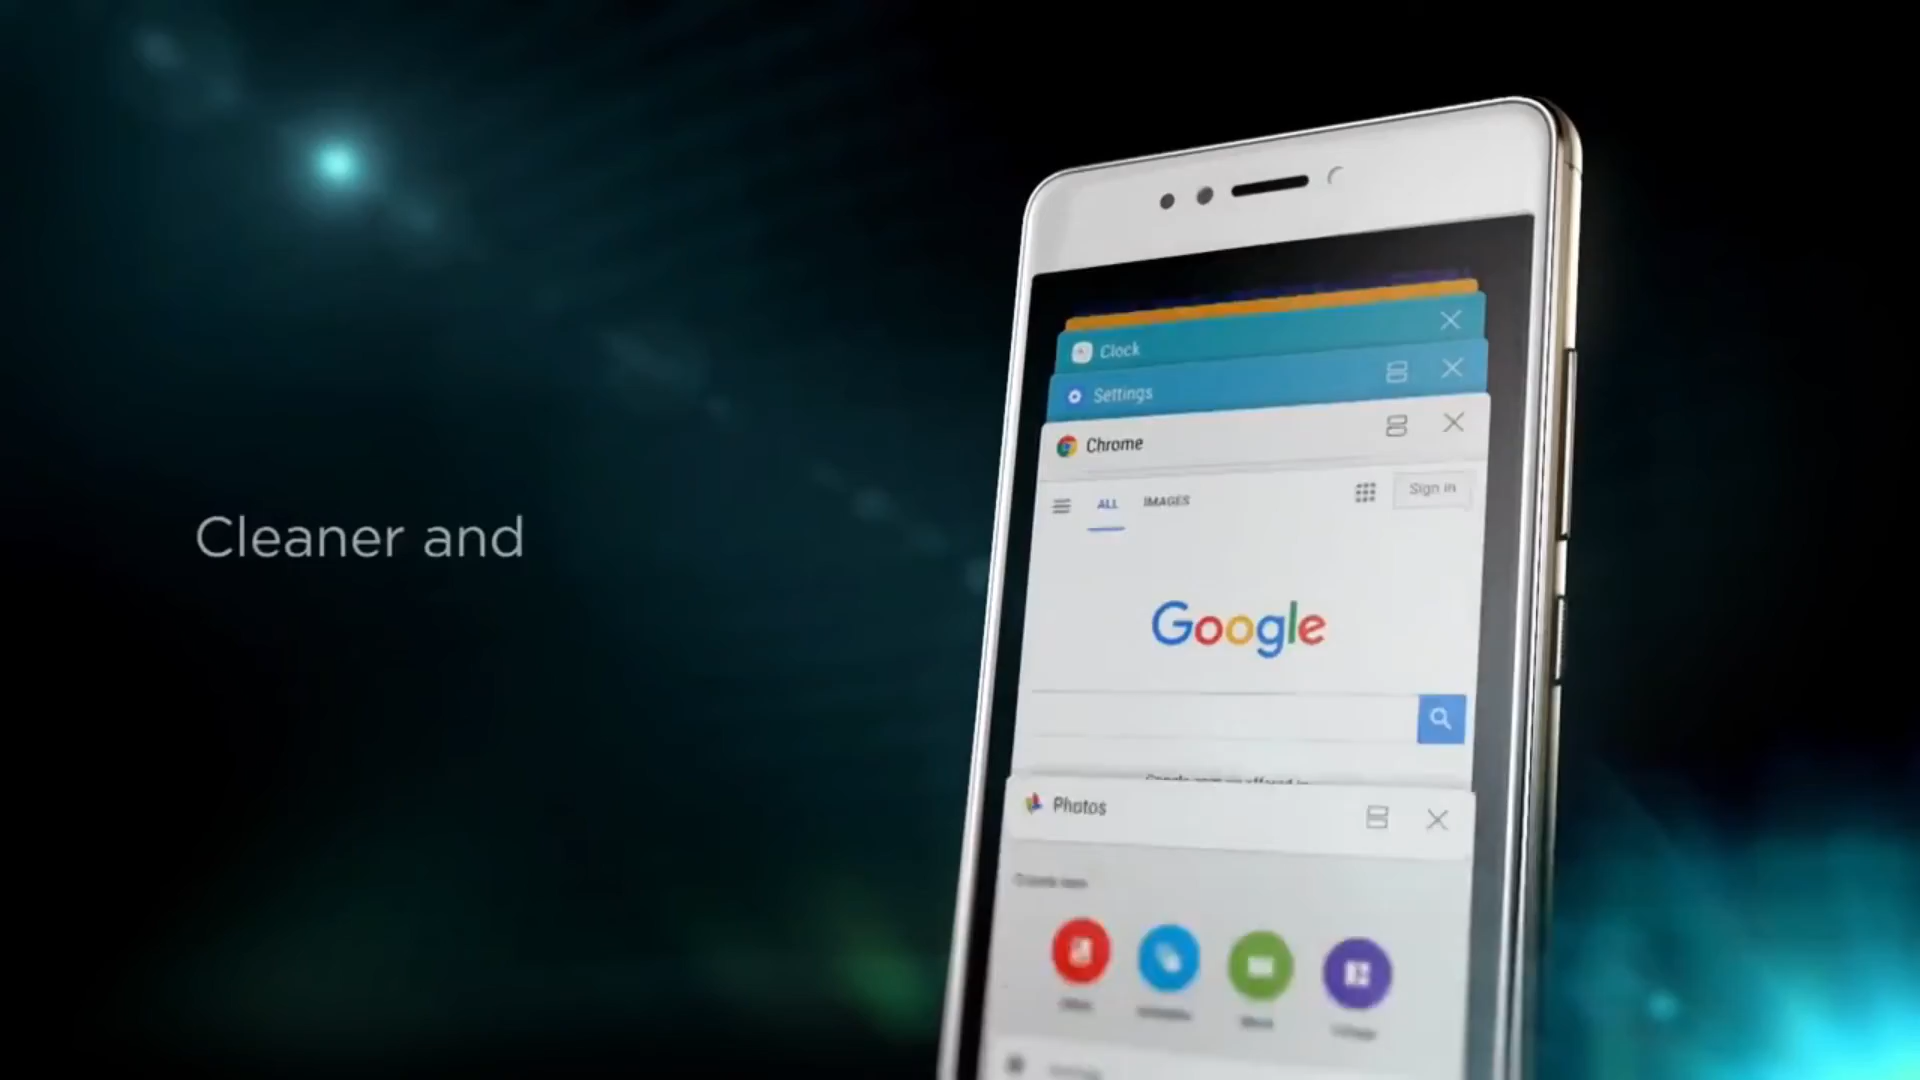 Cleaner and
Clock
Settings
Chrome
ALL
IMAGES
Sign in
Google
Photos